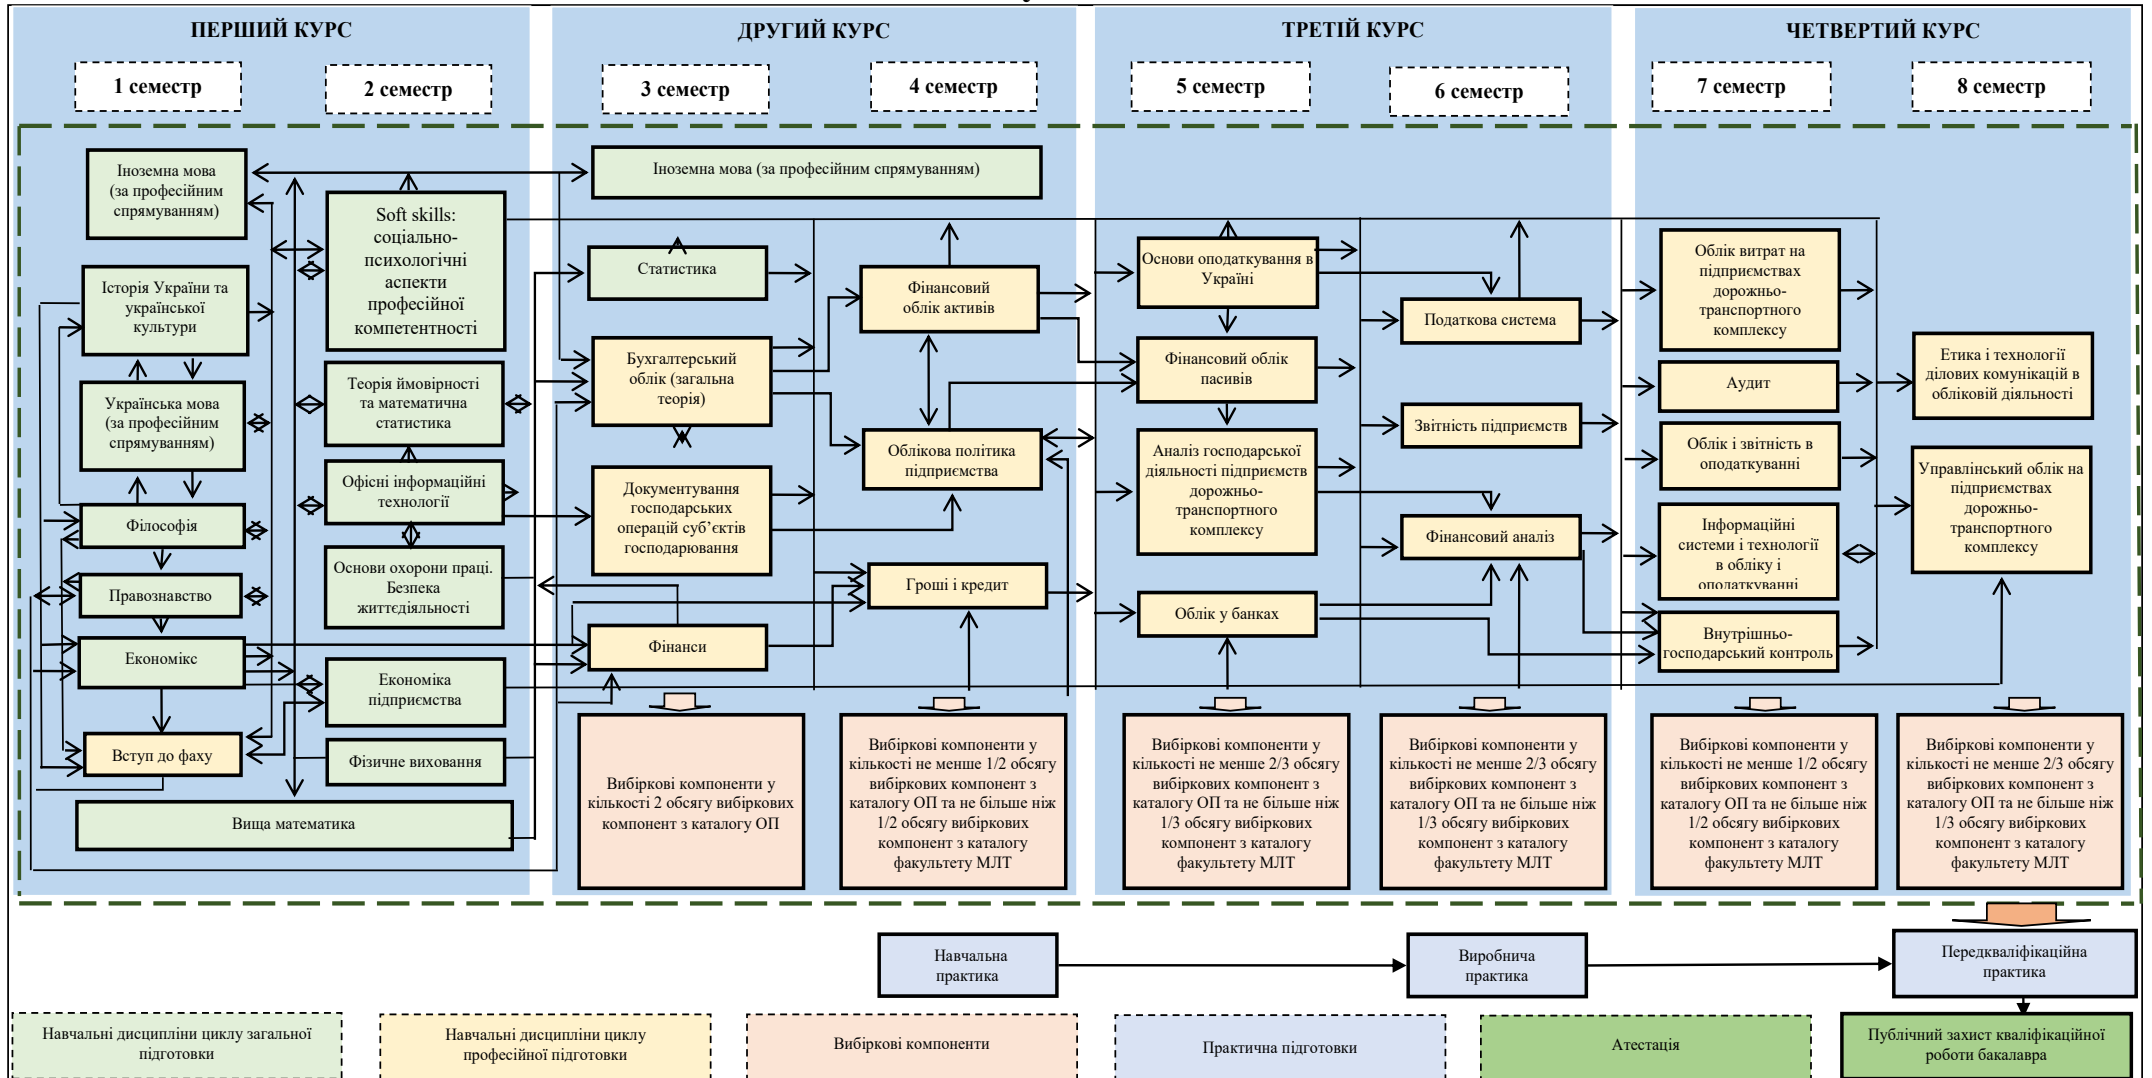 ПЕРШИЙ КУРС
ДРУГИЙ КУРС
ТРЕТІЙ КУРС
ЧЕТВЕРТИЙ КУРС
1 семестр
2 семестр
3 семестр
4 семестр
5 семестр
6 семестр
7 семестр
8 семестр
Іноземна мова
(за професійним
спрямуванням)
Історія України та
української
культури
Українська мова
(за професійним
спрямуванням)
Філософія
Правознавство
Економікс
Вступ до фаху
Вища математика
Soft skills:
соціально-
психологічні
аспекти
професійної
компетентності
Теорія ймовірності
та математична
статистика
Офісні інформаційні
технології
Основи охорони праці.
Безпека
життєдіяльності
Економіка
підприємства
Фізичне виховання
Іноземна мова (за професійним спрямуванням)
Статистика
Бухгалтерський
облік (загальна
теорія)
Документування
господарських
операцій суб’єктів
господарювання
Фінанси
Вибіркові компоненти у
кількості 2 обсягу вибіркових
компонент з каталогу ОП
Фінансовий
облік активів
Облікова політика
підприємства
Гроші і кредит
Вибіркові компоненти у
кількості не менше 1/2 обсягу
вибіркових компонент з
каталогу ОП та не більше ніж
1/2 обсягу вибіркових
компонент з каталогу
факультету МЛТ
Основи оподаткування в
Україні
Фінансовий облік
пасивів
Аналіз господарської
діяльності підприємств
дорожньо-
транспортного
комплексу
Облік у банках
Вибіркові компоненти у
кількості не менше 2/3 обсягу
вибіркових компонент з
каталогу ОП та не більше ніж
1/3 обсягу вибіркових
компонент з каталогу
факультету МЛТ
Податкова система
Звітність підприємств
Фінансовий аналіз
Вибіркові компоненти у
кількості не менше 2/3 обсягу
вибіркових компонент з
каталогу ОП та не більше ніж
1/3 обсягу вибіркових
компонент з каталогу
факультету МЛТ
Облік витрат на
підприємствах
дорожньо-
транспортного
комплексу
Аудит
Облік і звітність в
оподаткуванні
Інформаційні
системи і технології
в обліку і
оподаткуванні
Внутрішньо-
господарський контроль
Вибіркові компоненти у
кількості не менше 1/2 обсягу
вибіркових компонент з
каталогу ОП та не більше ніж
1/2 обсягу вибіркових
компонент з каталогу
факультету МЛТ
Етика і технології
ділових комунікацій в
обліковій діяльності
Управлінський облік на
підприємствах
дорожньо-
транспортного
комплексу
Вибіркові компоненти у
кількості не менше 2/3 обсягу
вибіркових компонент з
каталогу ОП та не більше ніж
1/3 обсягу вибіркових
компонент з каталогу
факультету МЛТ
Навчальна
практика
Виробнича
практика
Передкваліфікаційна
практика
Навчальні дисципліни циклу загальної
підготовки
Навчальні дисципліни циклу
професійної підготовки
Вибіркові компоненти
Практична підготовки
Атестація
Публічний захист кваліфікаційної
роботи бакалавра